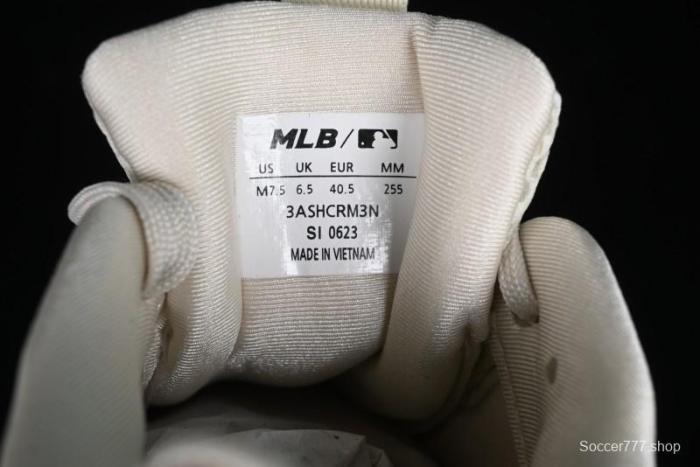 MLB/
US UK EUR MM
M7.5 6.5 40.5 255
3ASHCRM3N
SI 0623
MADE IN VIETNAM
Soccer777-shop